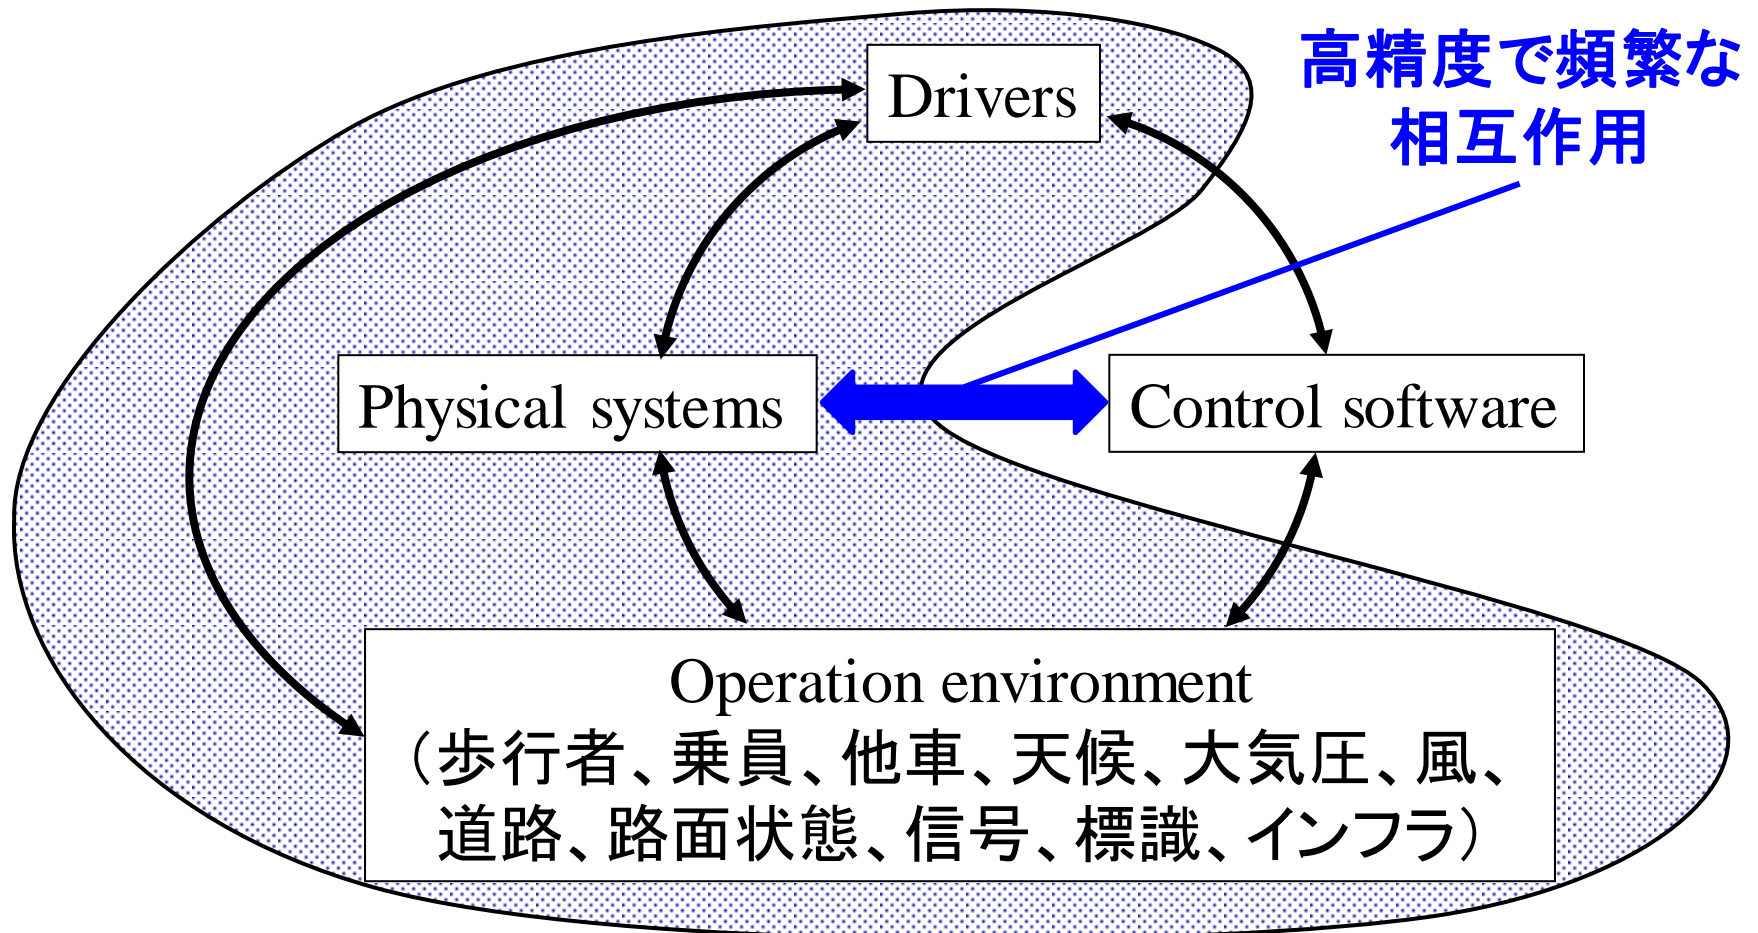 Drivers
高精度で頻繁な
相互作用
Physical systems
Control software
Operation environment
（歩行者、乗員、他車、天候、大気圧、風、
道路、路面状態、信号、標識、インフラ）